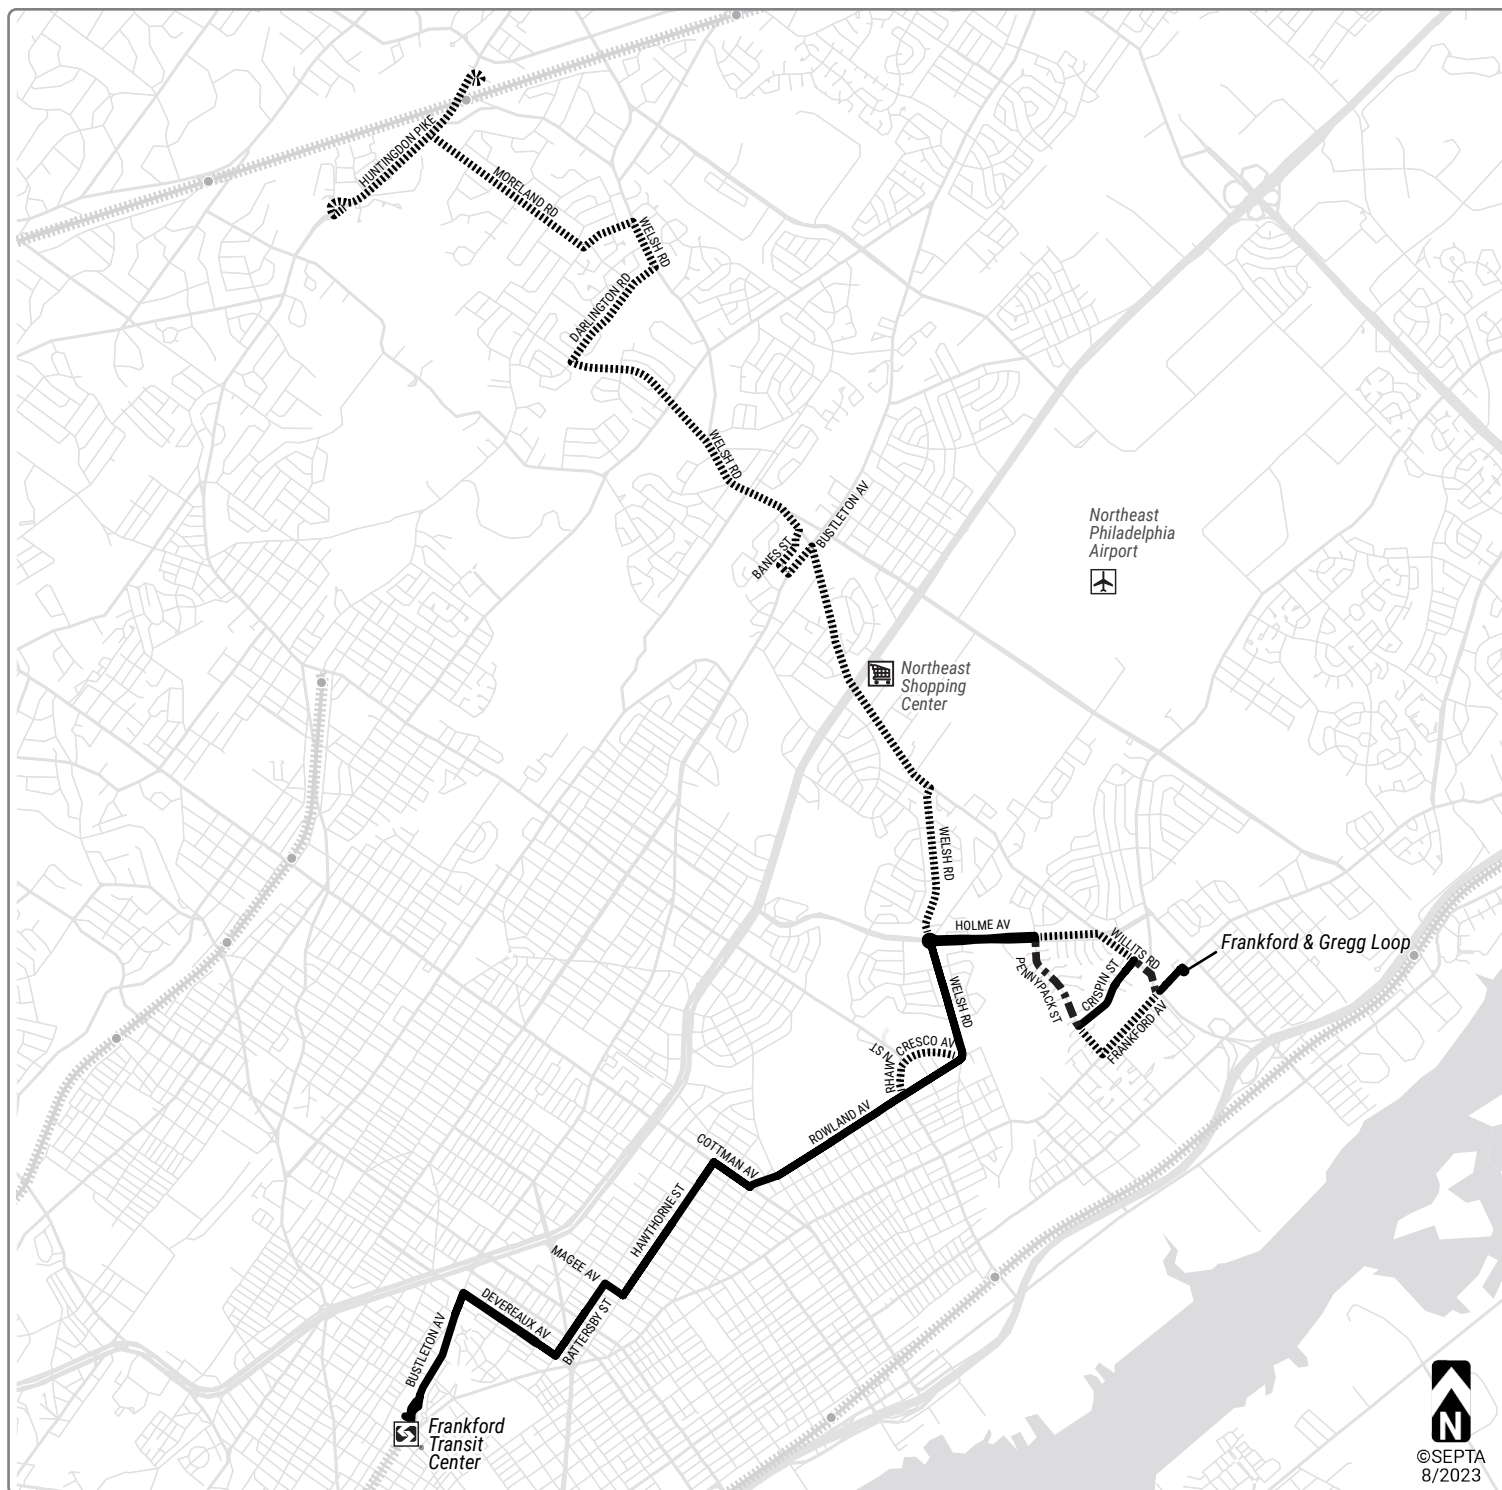 HUNTINGDON PIKE
MORELAND RD
WELSH RD
DARLINGTON RD
WELSH RD
BUSTLETON AV
BANES ST
Northeast
Philadelphia
Airport
Northeast
Shopping
Center
WELSH RD
HOLME AV
WILLITS RD
Frankford & Gregg Loop
PENNYPACK ST
CRISPIN ST
FRANKFORD AV
WELSH RD
CRESCO AV
RHAWN ST
ROWLAND AV
COTTMAN AV
HAWTHORNE ST
MAGEE AV
BATTERSBY ST
DEVEREAUX AV
BUSTLETON AV
Frankford
Transit
Center
N
©SEPTA
8/2023